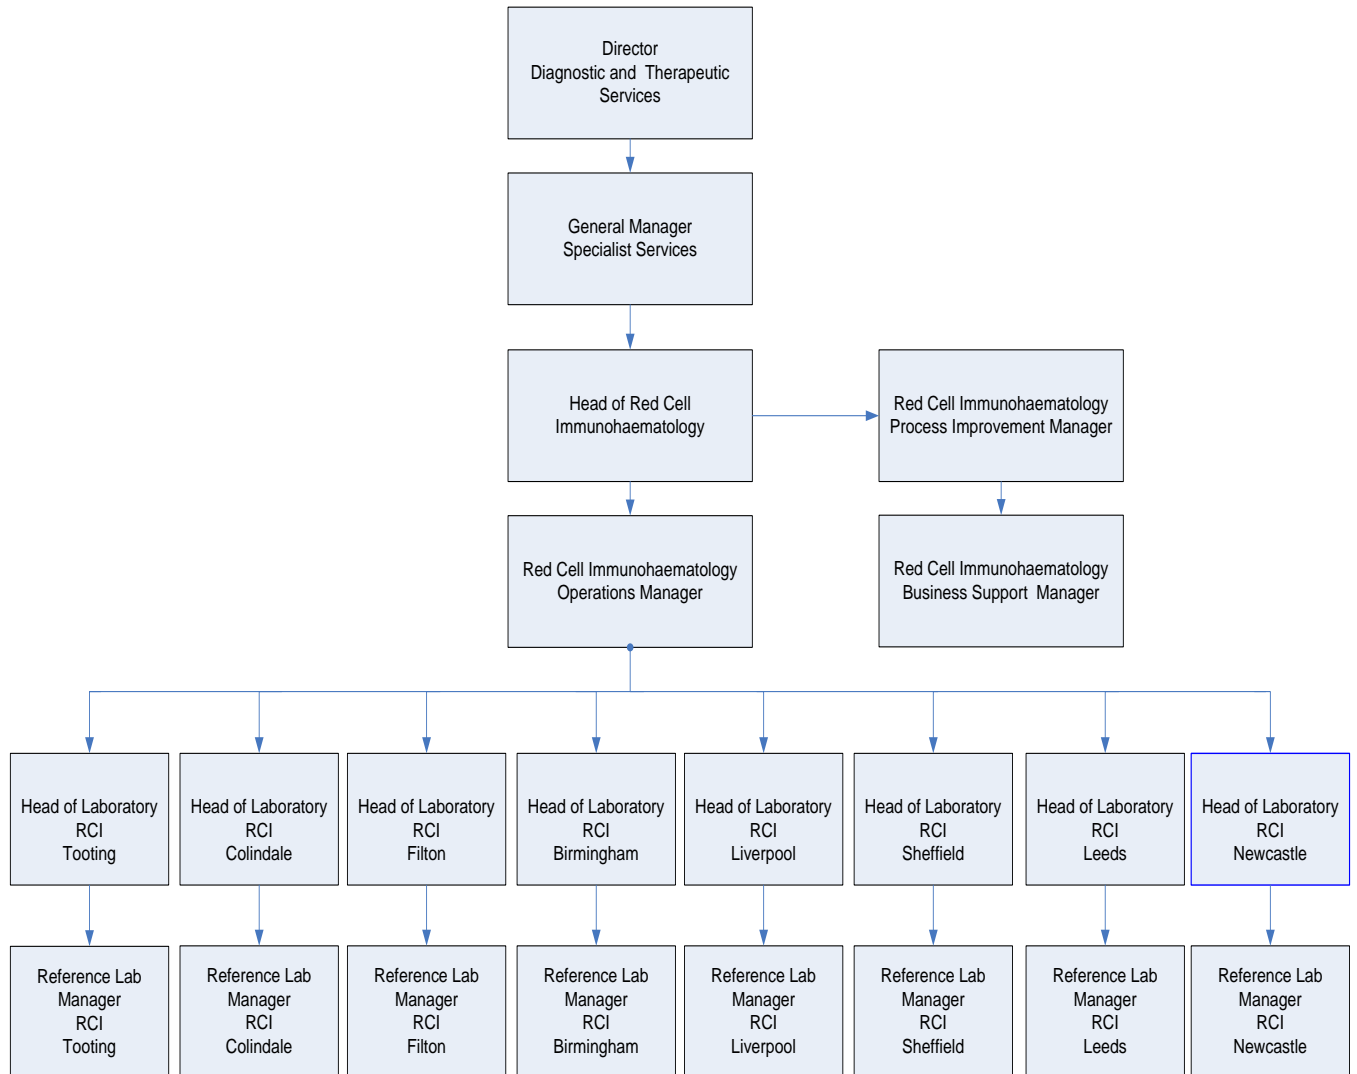 Director
Diagnostic and Therapeutic
Services
General Manager
Specialist Services
Head of Red Cell
Immunohaematology
Red Cell Immunohaematology
Process Improvement Manager
Red Cell Immunohaematology
Operations Manager
Red Cell Immunohaematology
Business Support Manager
Head of Laboratory
RCI
Tooting
Head of Laboratory
RCI
Colindale
Head of Laboratory
RCI
Filton
Head of Laboratory
RCI
Birmingham
Head of Laboratory
RCI
Liverpool
Head of Laboratory
RCI
Sheffield
Head of Laboratory
RCI
Leeds
Head of Laboratory
RCI
Newcastle
Reference Lab
Manager
RCI
Tooting
Reference Lab
Manager
RCI
Colindale
Reference Lab
Manager
RCI
Filton
Reference Lab
Manager
RCI
Birmingham
Reference Lab
Manager
RCI
Liverpool
Reference Lab
Manager
RCI
Sheffield
Reference Lab
Manager
RCI
Leeds
Reference Lab
Manager
RCI
Newcastle